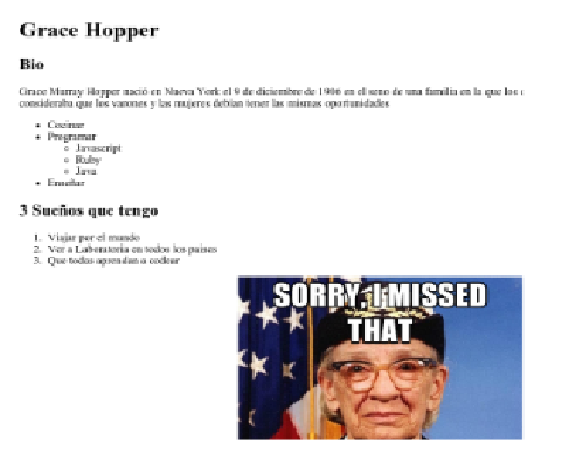 Grace Hopper
Bio
Grace Murray Hopper nació en Nueva York el 9 de diciembre de 1906 en el seno de una familia en la que los
consideraba que los varones y las mujeres debían tener las mismas oportunidades
Cocinar
Programar
Javascript
Ruby
Java
Enseñar
3 Sueños que tengo
1. Viajar por el mundo
2. Ver a Laboratoria en todos los países
3. Que todos aprendan a codear
SORRY, I MISSED
THAT